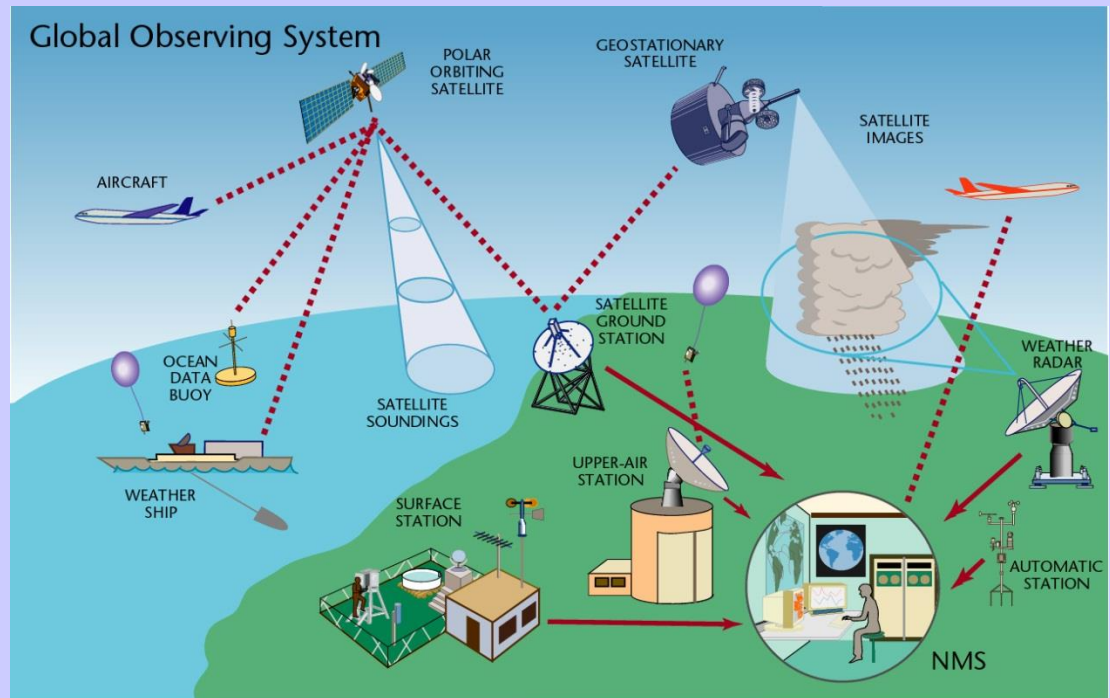 Global Observing System
POLAR
ORBITING
SATELLITE
GEOSTATIONARY
SATELLITE
SATELLITE
IMAGES
AIRCRAFT
SATELLITE
GROUND
STATION
OCEAN
DATA
BUOY
WEATHER
RADAR
SATELLITE
SOUNDINGS
UPPER-AIR
STATION
WEATHER
SHIP
SURFACE
STATION
AUTOMATIC
STATION
NMS